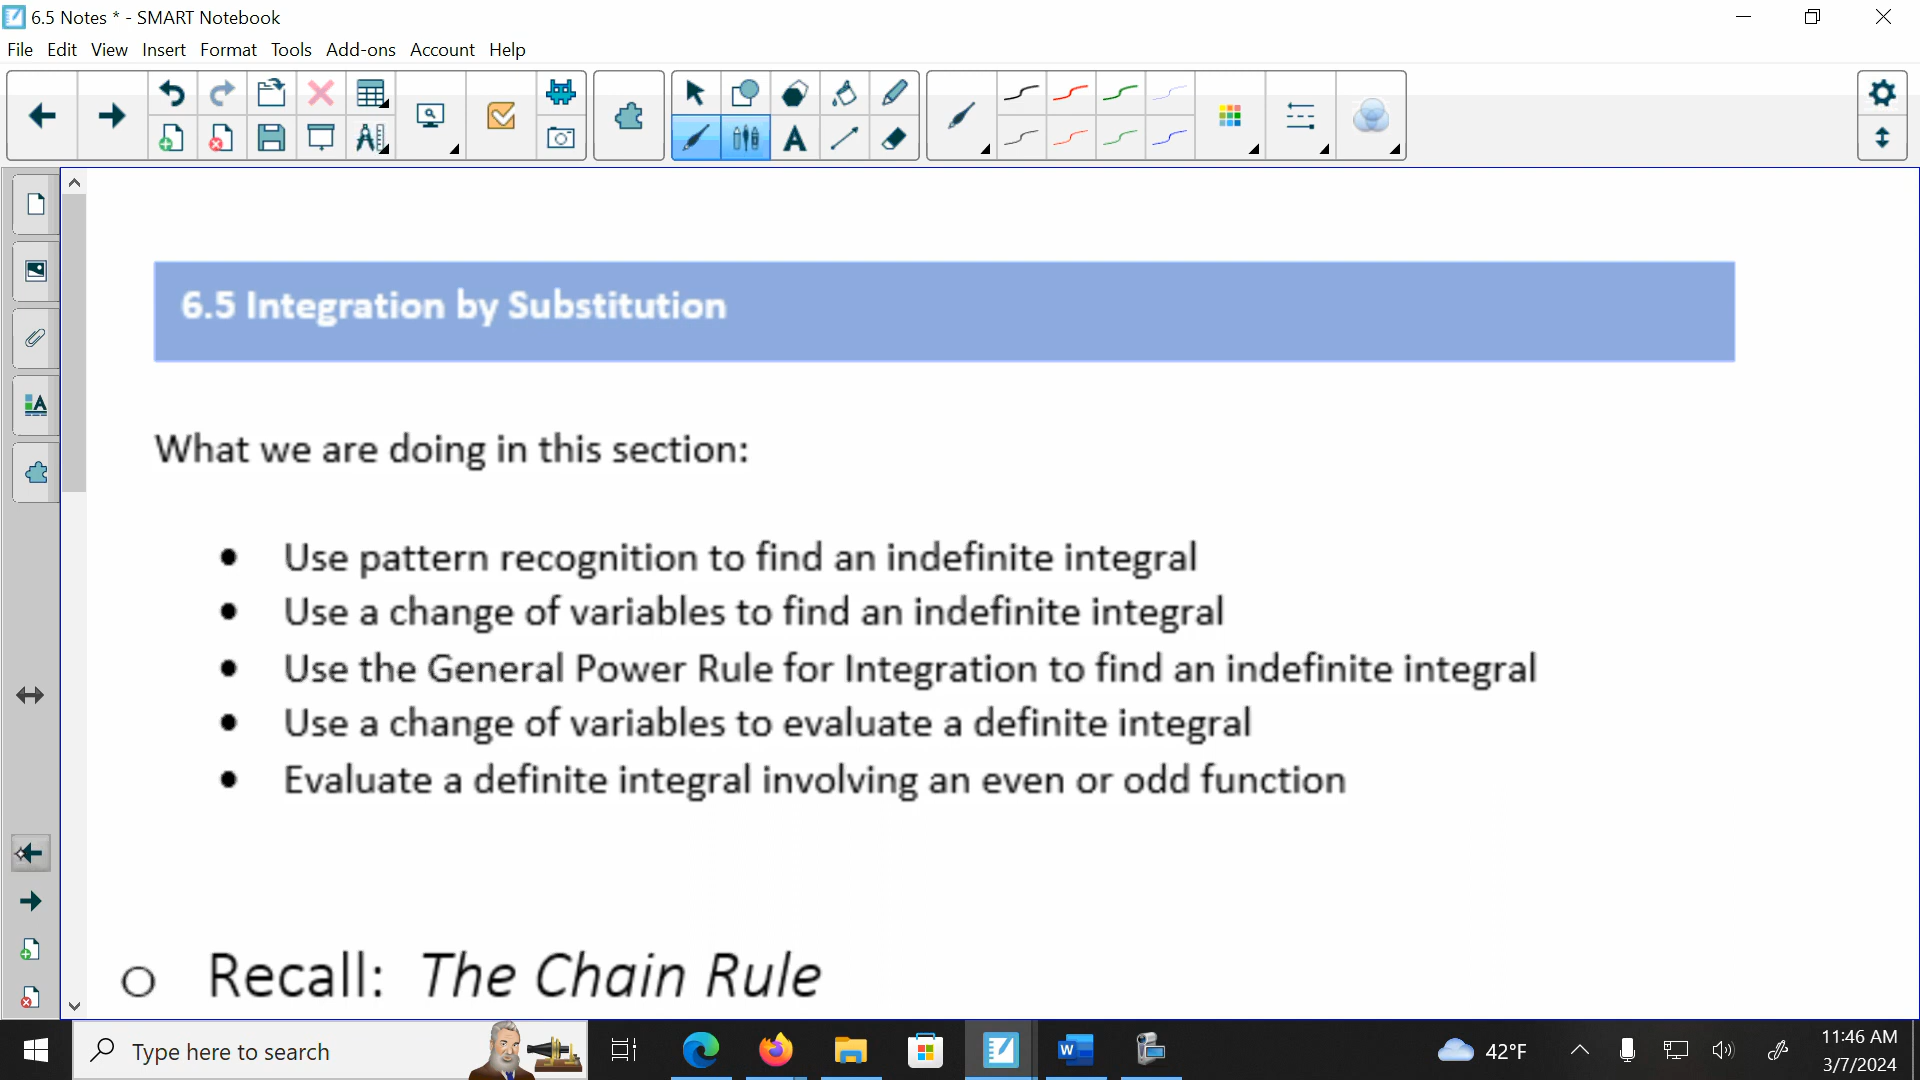 6.5 Notes * - SMART Notebook
File Edit View Insert Format Tools Add-ons Account Help
6.5 Integration by Substitution
What we are doing in this section:
• Use pattern recognition to find an indefinite integral
• Use a change of variables to find an indefinite integral
• Use the General Power Rule for Integration to find an indefinite integral
• Use a change of variables to evaluate a definite integral
• Evaluate a definite integral involving an even or odd function
o Recall: The Chain Rule
Type here to search
42°F
11:46 AM
3/7/2024